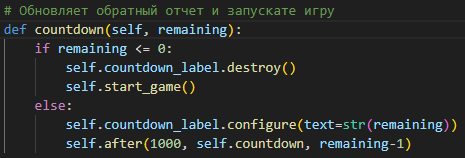 # Обновляет обратный отчет и запускате игру
def countdown(self, remaining):
    if remaining <= 0:
        self.countdown_label.destroy()
        self.start_game()
    else:
        self.countdown_label.configure(text=str(remaining))
        self.after(1000, self.countdown, remaining-1)